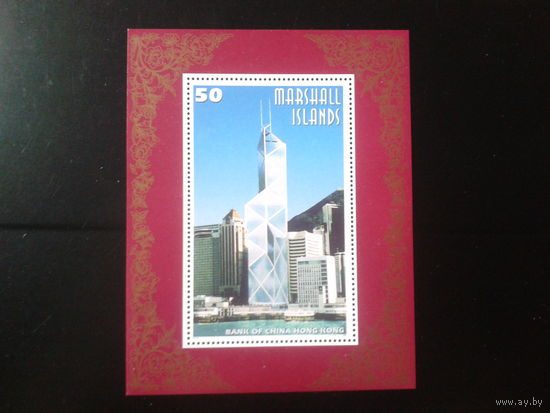 50
MARSHALL
ISLANDS
BANK OF CHINA HONG KONG
www.ay.by